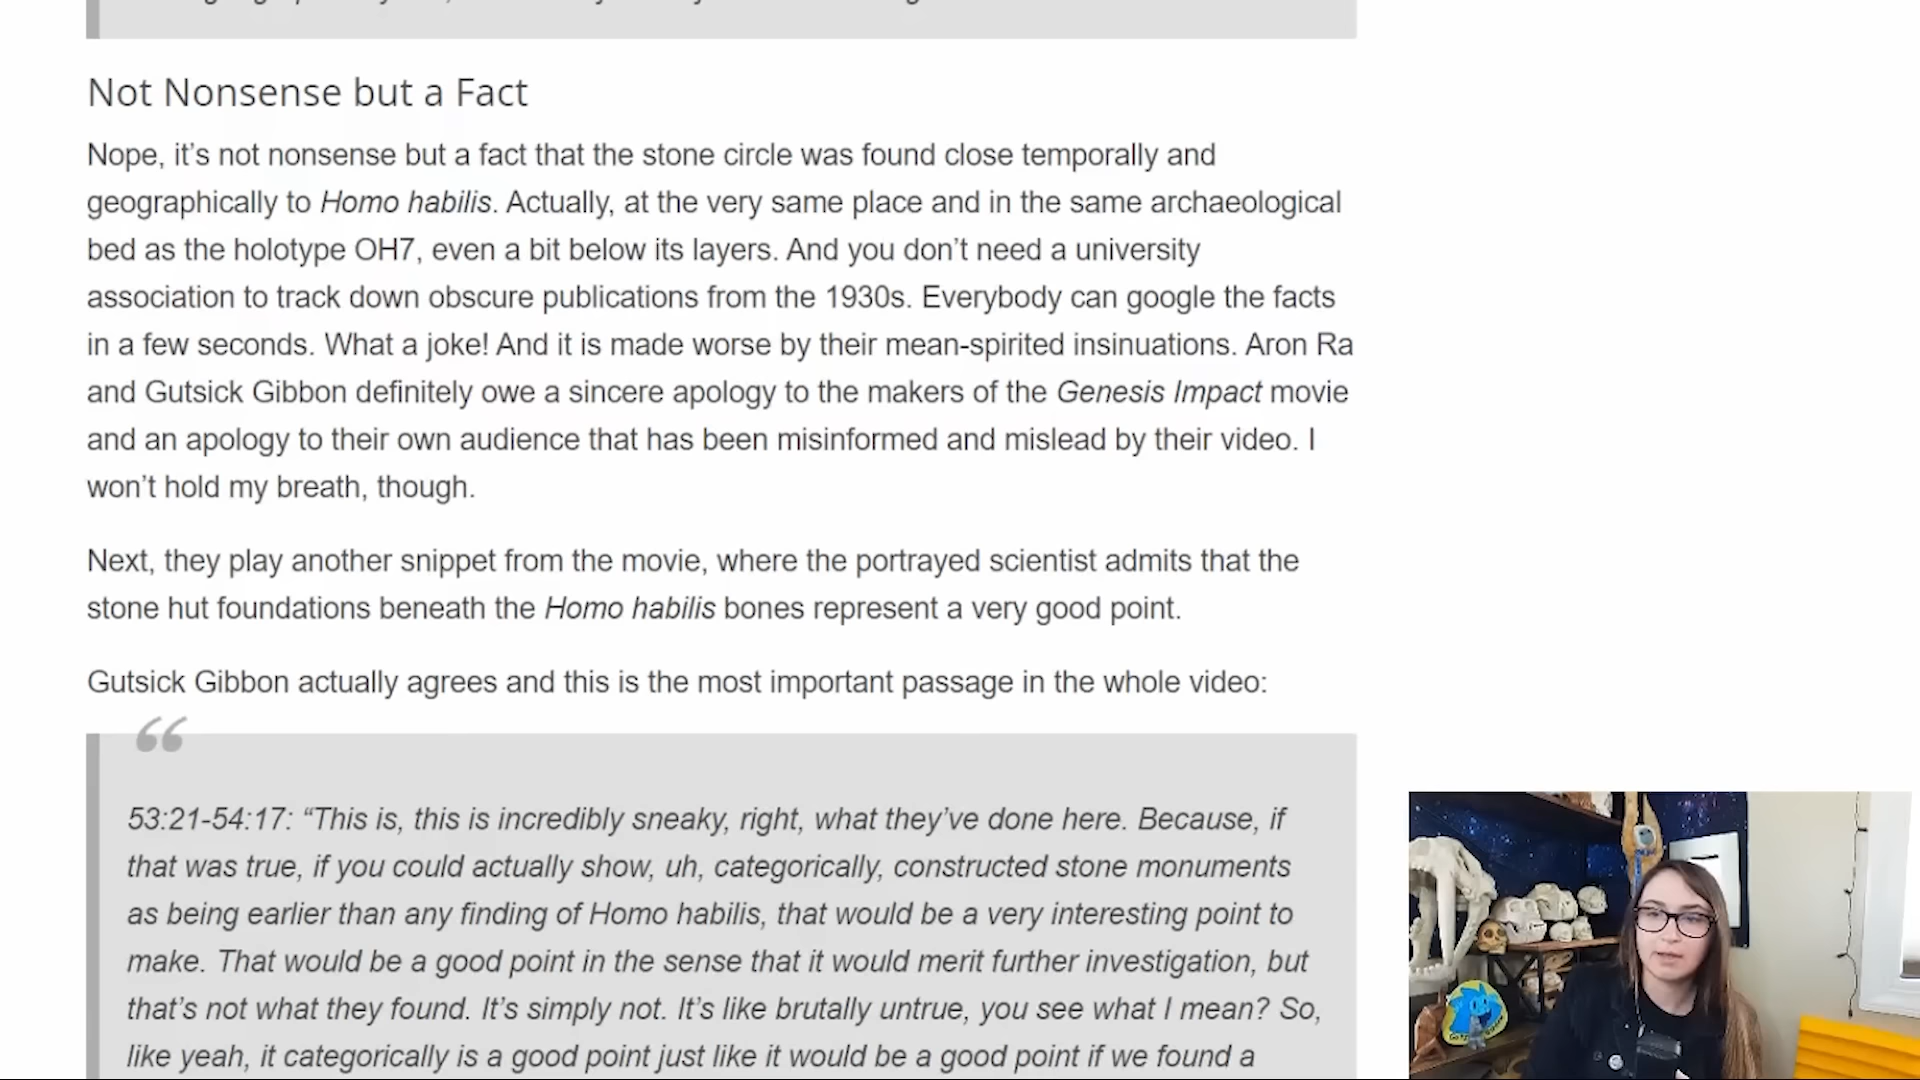 Not Nonsense but a Fact
Nope, it’s not nonsense but a fact that the stone circle was found close temporally and
geographically to Homo habilis. Actually, at the very same place and in the same archaeological
bed as the holotype OH7, even a bit below its layers. And you don’t need a university
association to track down obscure publications from the 1930s. Everybody can google the facts
in a few seconds. What a joke! And it is made worse by their mean-spirited insinuations. Aron Ra
and Gutsick Gibbon definitely owe a sincere apology to the makers of the Genesis Impact movie
and an apology to their own audience that has been misinformed and mislead by their video. I
won’t hold my breath, though.
Next, they play another snippet from the movie, where the portrayed scientist admits that the
stone hut foundations beneath the Homo habilis bones represent a very good point.
Gutsick Gibbon actually agrees and this is the most important passage in the whole video:
“
53:21-54:17: “This is, this is incredibly sneaky, right, what they’ve done here. Because, if
that was true, if you could actually show, uh, categorically, constructed stone monuments
as being earlier than any finding of Homo habilis, that would be a very interesting point to
make. That would be a good point in the sense that it would merit further investigation, but
that’s not what they found. It’s simply not. It’s like brutally untrue, you see what I mean? So,
like yeah, it categorically is a good point just like it would be a good point if we found a